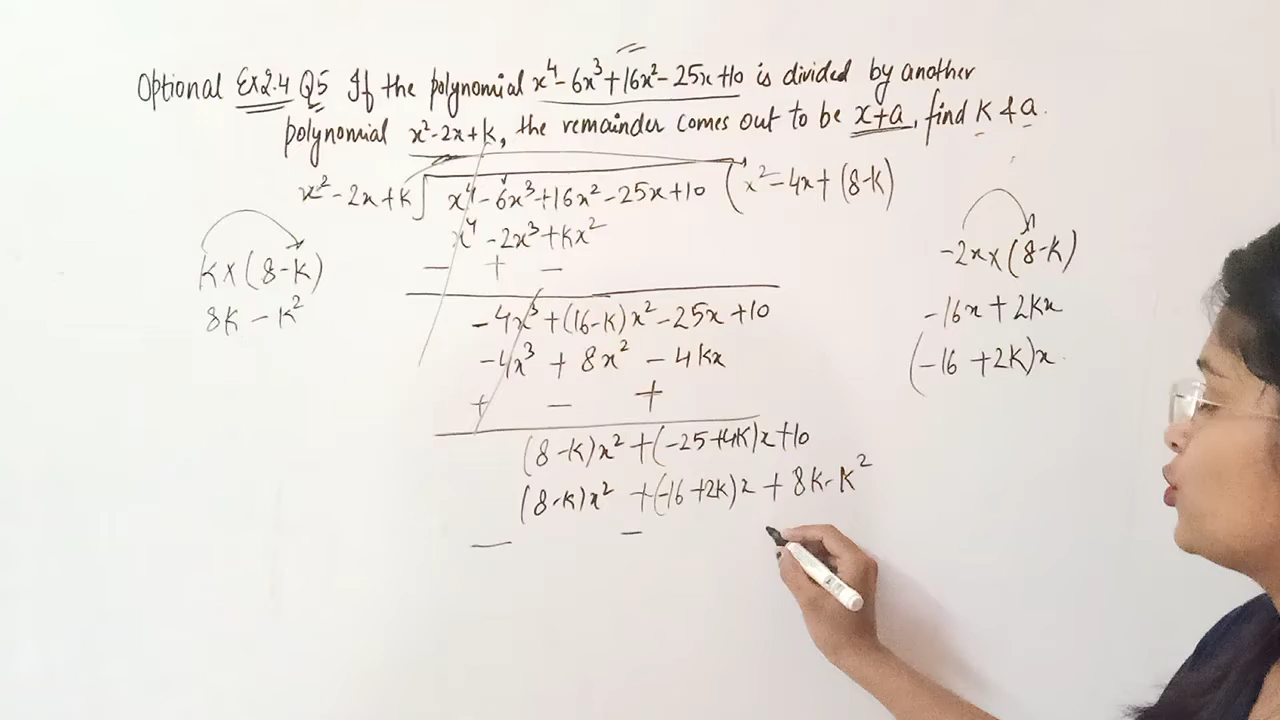 Optional Ex2.4 Q5 If the polynomial x⁴-6x³+16x²-25x+10 is divided by another
polynomial x²-2x+k, the remainder comes out to be x+a, find K & a.
x²-2x+k ) x⁴-6x³+16x²-25x+10 ( x²-4x+(8-K)
x⁴ -2x³+kx²
- + -
-4x³+(16-k)x²-25x+10
-4x³ + 8x² - 4kx
+ - +
(8-k)x²+(-25+4k)x+10
(8-k)x² +(-16+2k)x + 8k-k²
- -
k×(8-k)
8k-k²
-2x×(8-k)
-16x+2kx
(-16+2k)x